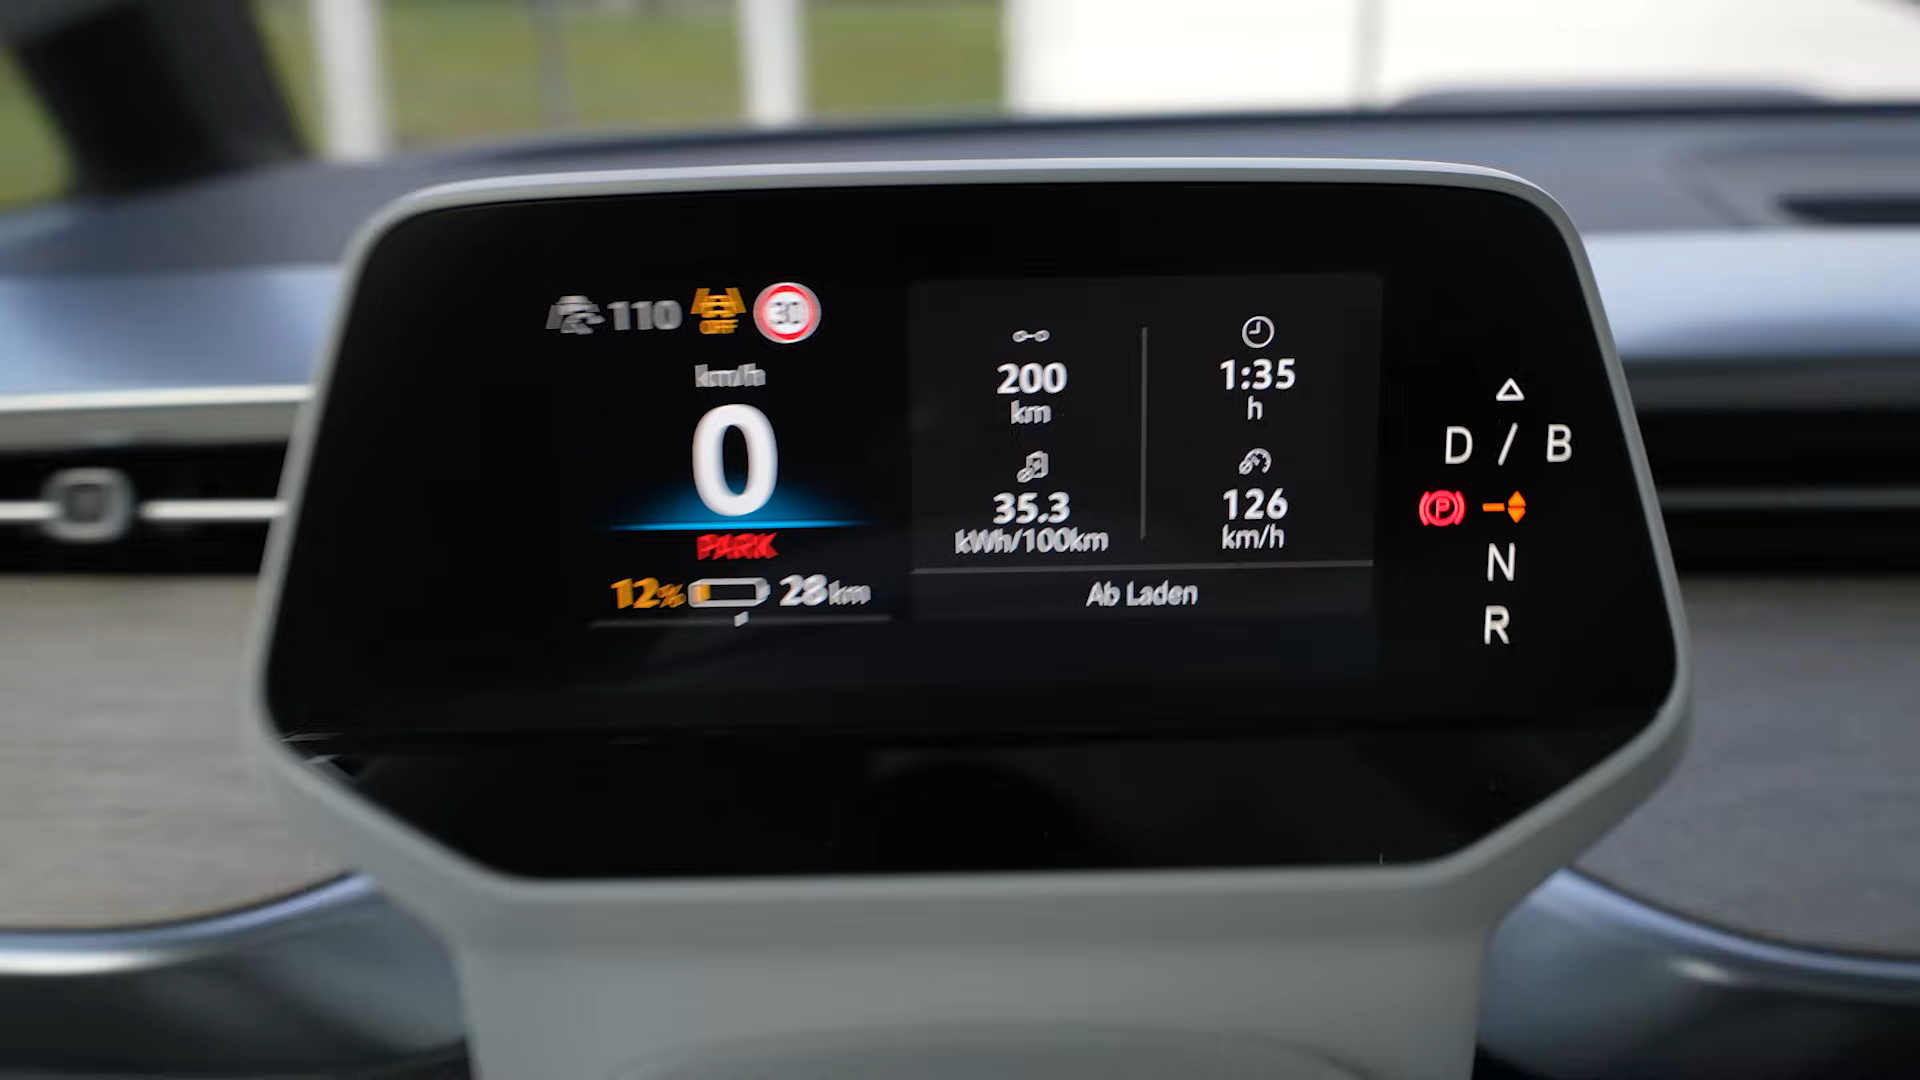 110 OFF 30
km/h
0
PARK
12% 28 km
200
km
35.3
kWh/100km
1:35
h
126
km/h
Ab Laden
D / B
P
N
R